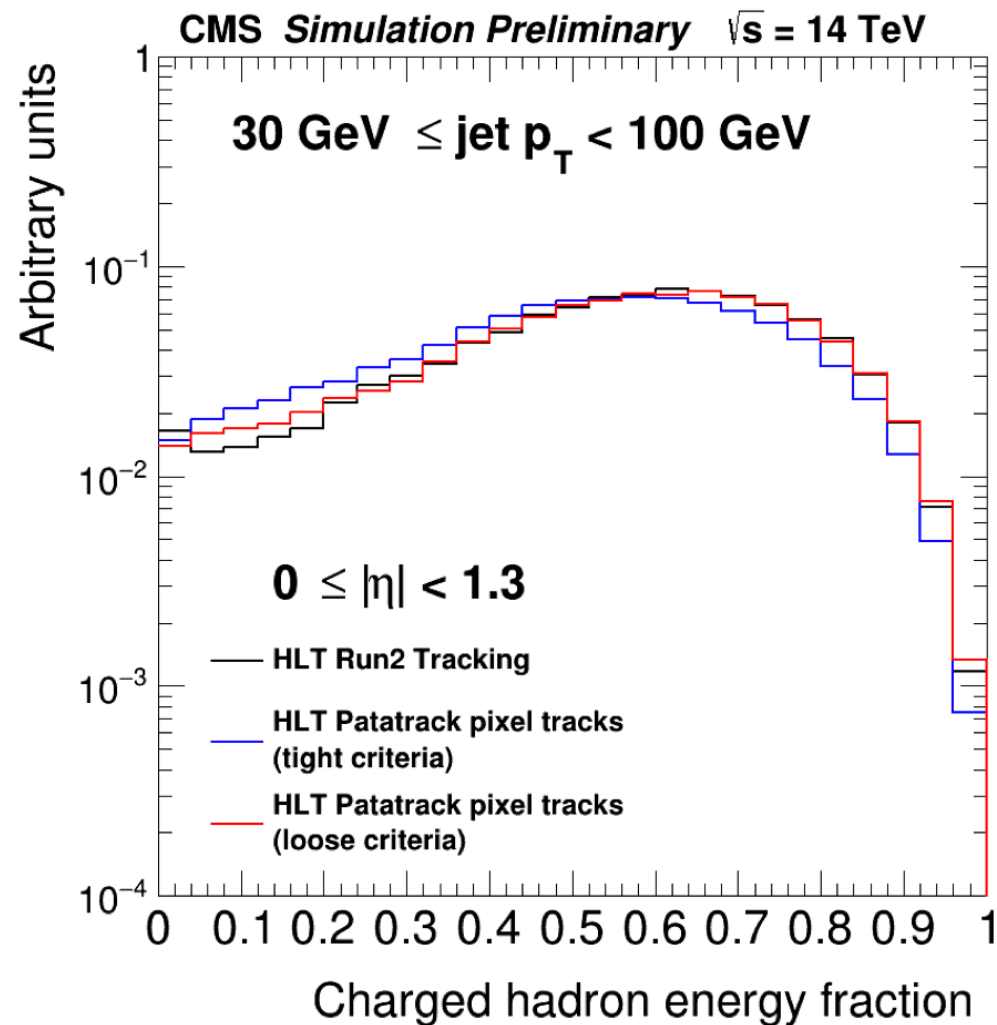 CMS Simulation Preliminary √s = 14 TeV
Arbitrary units
1
10⁻¹
10⁻²
10⁻³
10⁻⁴
30 GeV ≤ jet p_T < 100 GeV
0 ≤ |η| < 1.3
HLT Run2 Tracking
HLT Patatrack pixel tracks
(tight criteria)
HLT Patatrack pixel tracks
(loose criteria)
0 0.1 0.2 0.3 0.4 0.5 0.6 0.7 0.8 0.9 1
Charged hadron energy fraction